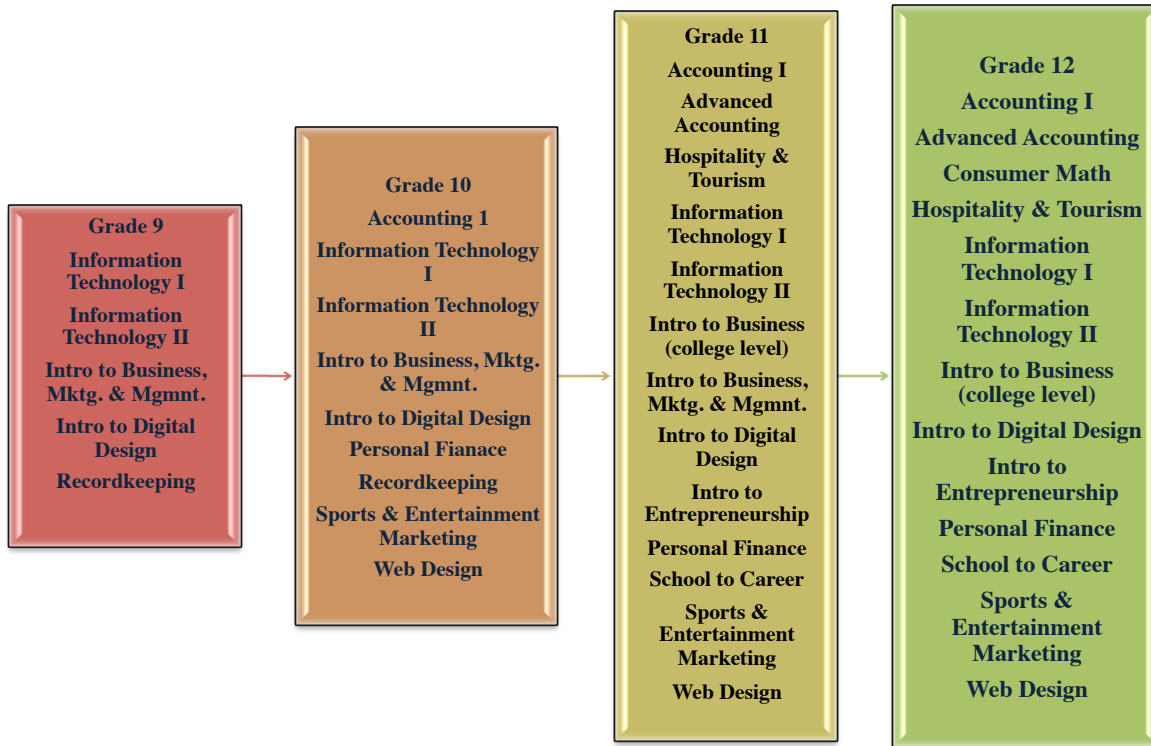 Grade 9
Information
Technology I
Information
Technology II
Intro to Business,
Mktg. & Mgmnt.
Intro to Digital
Design
Recordkeeping
Grade 10
Accounting 1
Information Technology
I
Information Technology
II
Intro to Business, Mktg.
& Mgmnt.
Intro to Digital Design
Personal Fianace
Recordkeeping
Sports & Entertainment
Marketing
Web Design
Grade 11
Accounting I
Advanced
Accounting
Hospitality &
Tourism
Information
Technology I
Information
Technology II
Intro to Business
(college level)
Intro to Business,
Mktg. & Mgmnt.
Intro to Digital
Design
Intro to
Entrepreneurship
Personal Finance
School to Career
Sports &
Entertainment
Marketing
Web Design
Grade 12
Accounting I
Advanced Accounting
Consumer Math
Hospitality & Tourism
Information
Technology I
Information
Technology II
Intro to Business
(college level)
Intro to Digital Design
Intro to
Entrepreneurship
Personal Finance
School to Career
Sports &
Entertainment
Marketing
Web Design